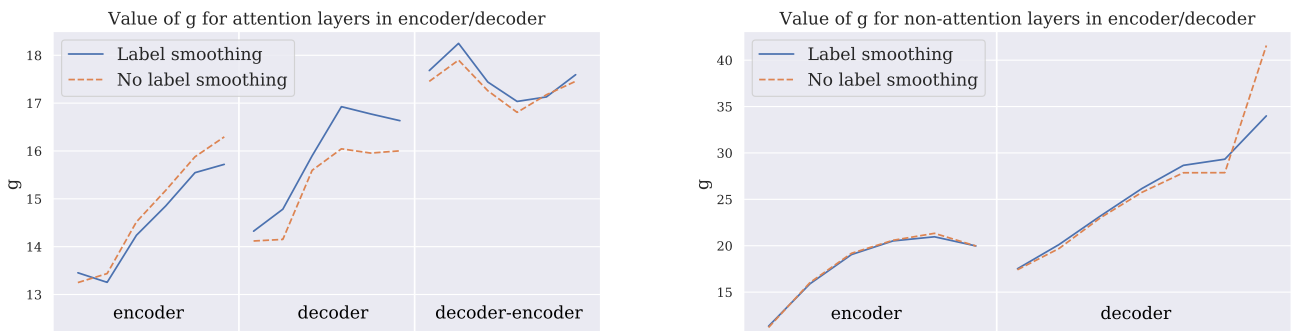 Value of g for attention layers in encoder/decoder
18
17
16
15
14
13
g
Label smoothing
No label smoothing
encoder
decoder
decoder-encoder
Value of g for non-attention layers in encoder/decoder
40
35
30
25
20
15
g
Label smoothing
No label smoothing
encoder
decoder